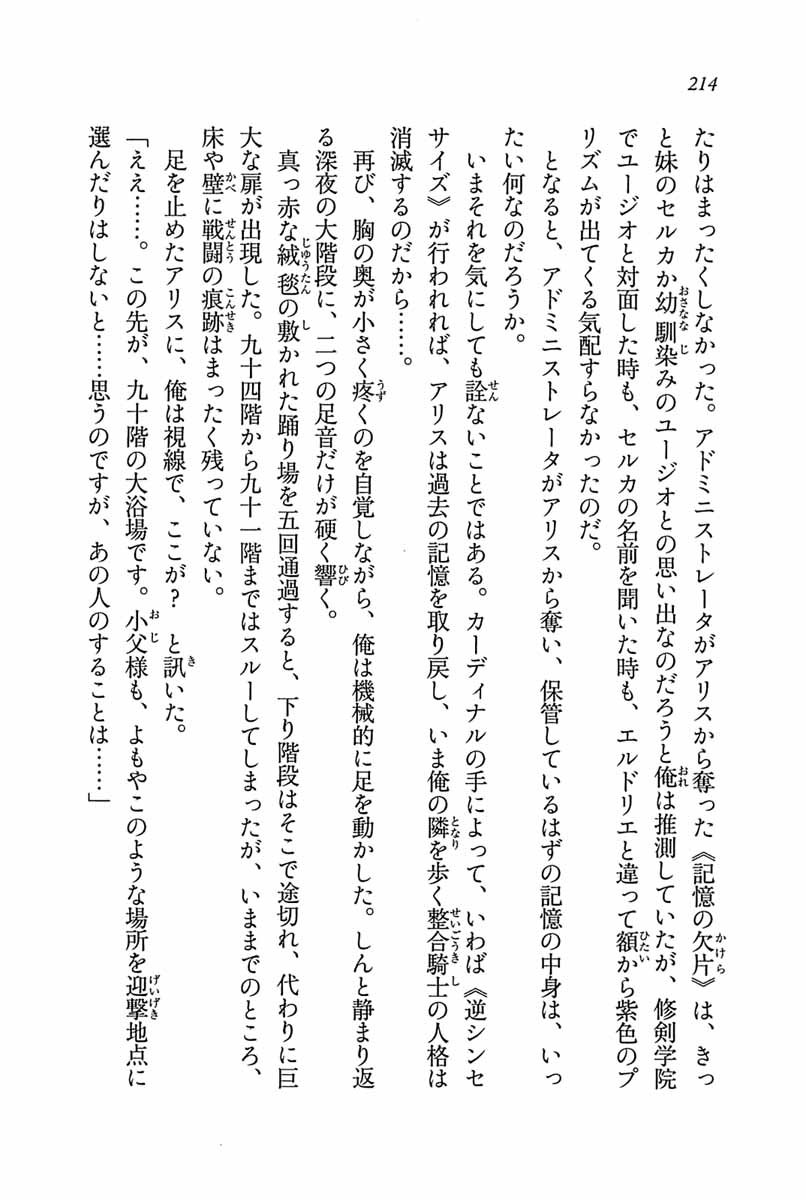 214
たりはまったくしなかった。アドミニストレータがアリスから奪った《記憶の欠片》は、きっ
と妹のセルカか幼馴染みのユージオとの思い出なのだろうと俺は推測していたが、修剣学院
でユージオと対面した時も、セルカの名前を聞いた時も、エルドリエと違って額から紫色のプ
リズムが出てくる気配すらなかったのだ。
となると、アドミニストレータがアリスから奪い、保管しているはずの記憶の中身は、いっ
たい何なのだろうか。
いまそれを気にしても詮ないことではある。カーディナルの手によって、いわば《逆シンセ
サイズ》が行われれば、アリスは過去の記憶を取り戻し、いま俺の隣を歩く整合騎士の人格は
消滅するのだから……。
再び、胸の奥が小さく疼くのを自覚しながら、俺は機械的に足を動かした。しんと静まり返
る深夜の大階段に、二つの足音だけが硬く響く。
真っ赤な絨毯の敷かれた踊り場を五回通過すると、下り階段はそこで途切れ、代わりに巨
大な扉が出現した。九十四階から九十一階まではスルーしてしまったが、いままでのところ、
床や壁に戦闘の痕跡はまったく残っていない。
足を止めたアリスに、俺は視線で、ここが? と訊いた。
「ええ……。この先が、九十階の大浴場です。小父様も、よもやこのような場所を迎撃地点に
選んだりはしないと……思うのですが、あの人のすることは……」